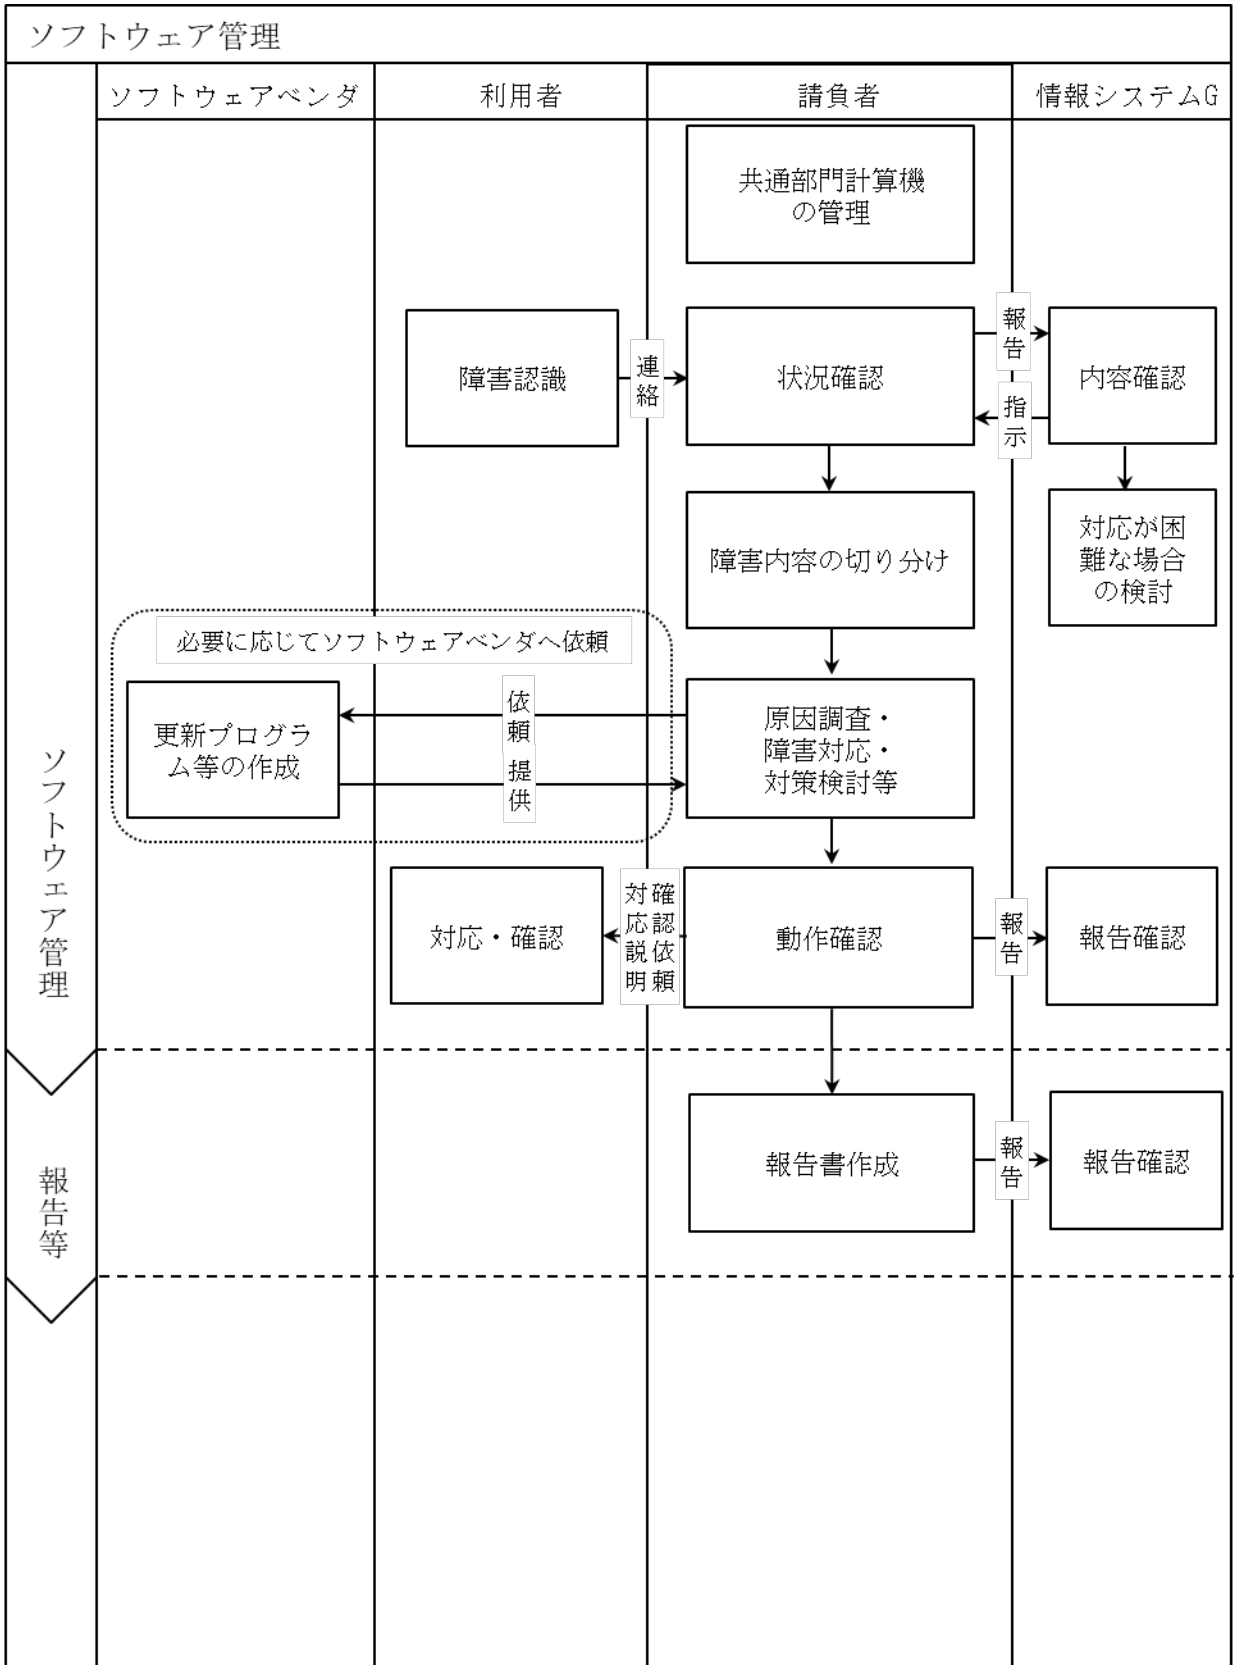 ソフトウェア管理
ソフトウェアベンダ
利用者
請負者
情報システムG
共通部門計算機
の管理
障害認識
連絡
状況確認
報告
指示
内容確認
障害内容の切り分け
対応が困
難な場合
の検討
必要に応じてソフトウェアベンダへ依頼
更新プログラ
ム等の作成
依頼
提供
原因調査・
障害対応・
対策検討等
ソフトウェア管理
対応・確認
確認依頼
対応説明
動作確認
報告
報告確認
報告等
報告書作成
報告
報告確認